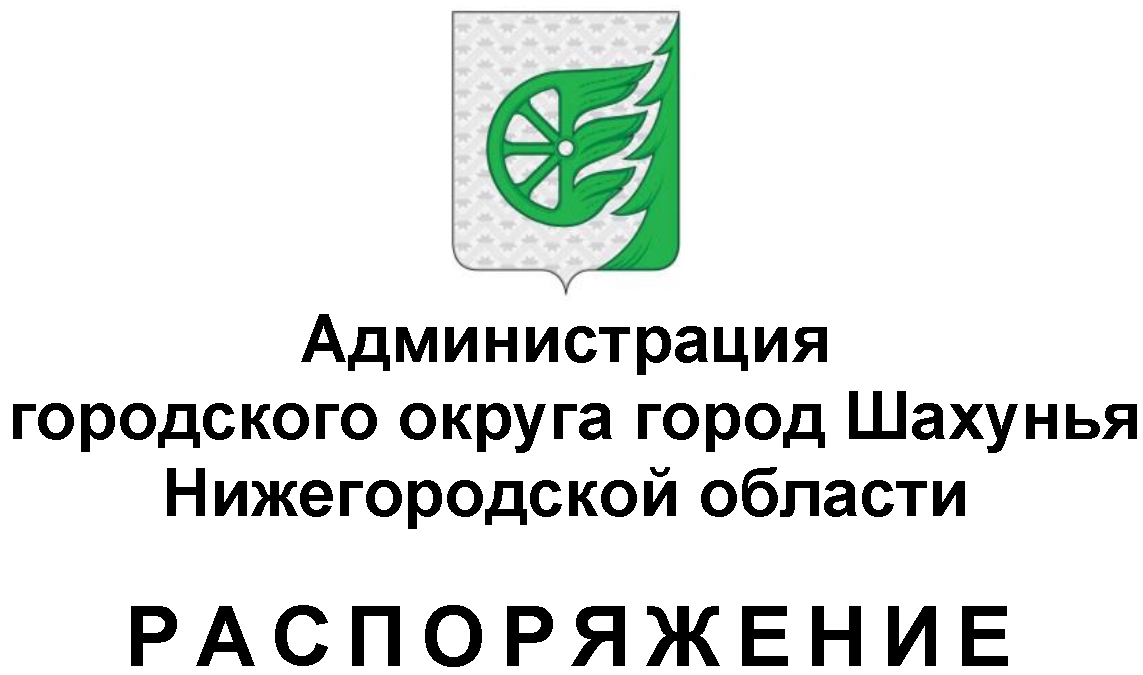 Администрация
городского округа город Шахунья
Нижегородской области
РАСПОРЯЖЕНИЕ